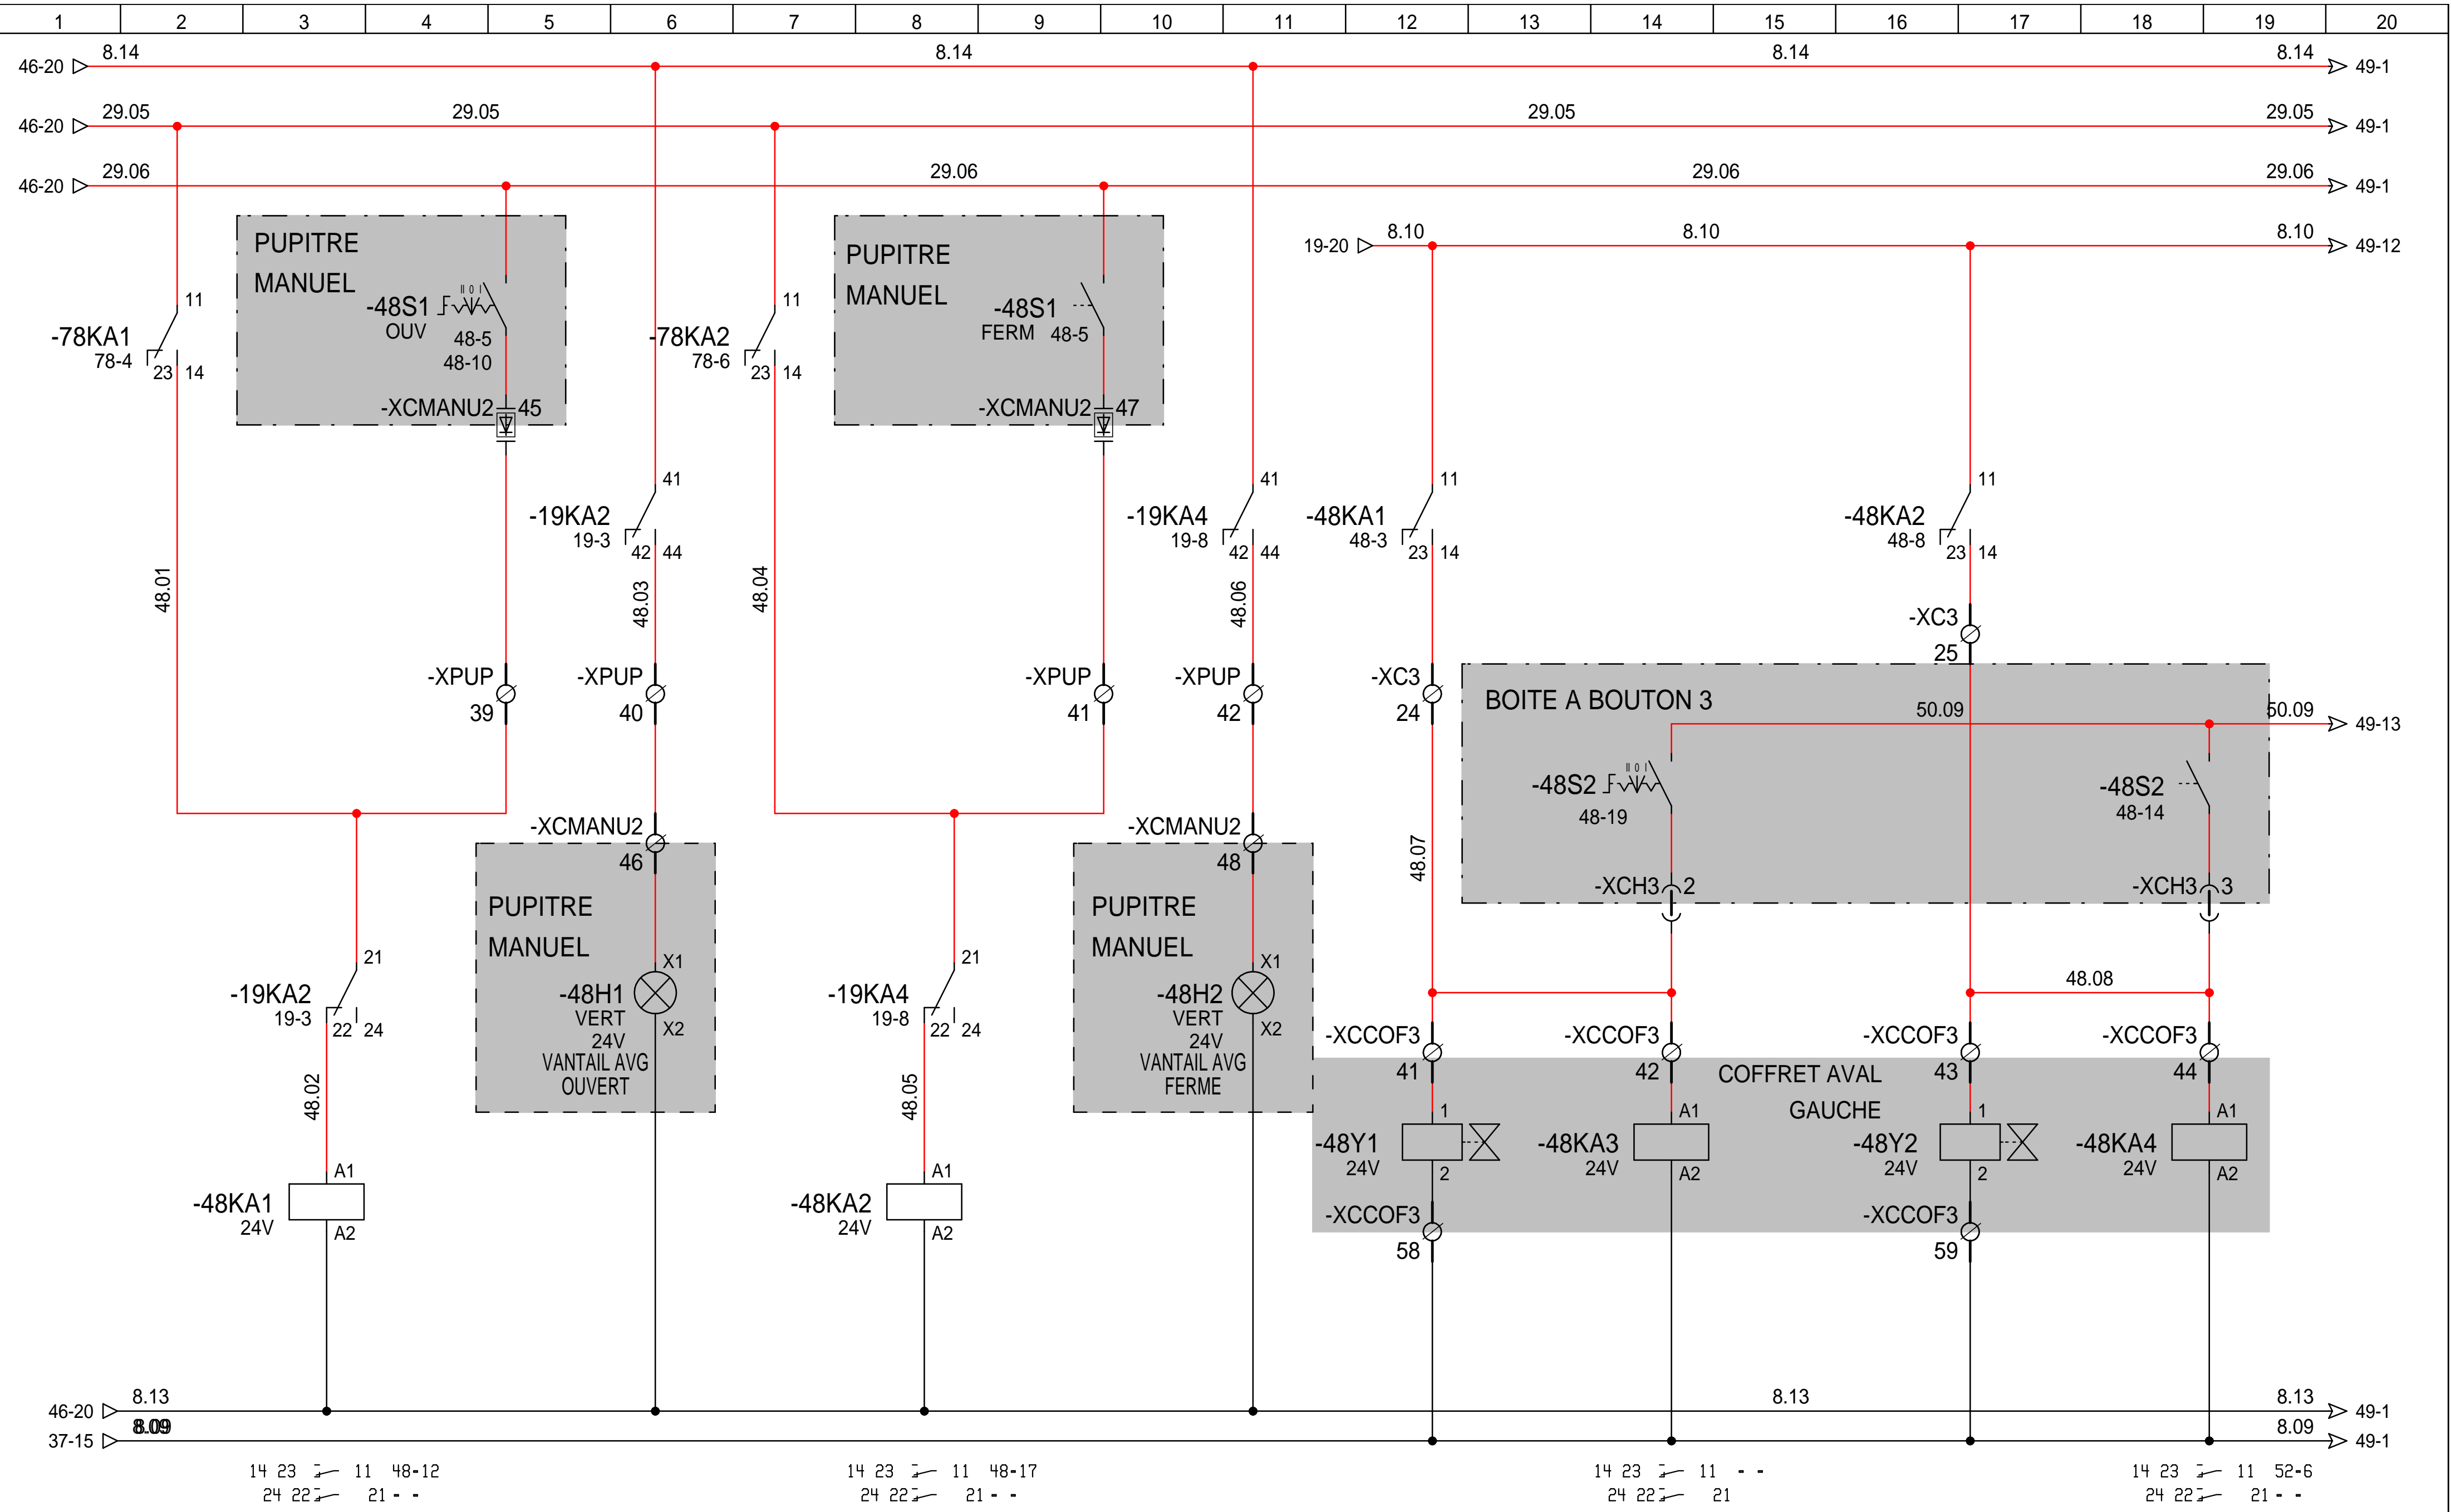 1 2 3 4 5 6 7 8 9 10 11 12 13 14 15 16 17 18 19 20
8.14 8.14 8.14 8.14
46-20 49-1
29.05 29.05 29.05 29.05
46-20 49-1
29.06 29.06 29.06 29.06
46-20 49-1
8.10 8.10 8.10
19-20 49-12
PUPITRE
MANUEL
-48S1
II 0 I
OUV
48-5
48-10
-XCMANU2 45
11
-78KA1
78-4
23 14
PUPITRE
MANUEL
-48S1
FERM 48-5
-XCMANU2 47
11
-78KA2
78-6
23 14
41
-19KA2
19-3
42 44
41
-19KA4
19-8
42 44
11
-48KA1
48-3
23 14
11
-48KA2
48-8
23 14
48.01
48.03
48.04
48.06
-XC3
25
-XPUP
39
-XPUP
40
-XPUP
41
-XPUP
42
-XC3
24
BOITE A BOUTON 3
50.09 50.09
49-13
-48S2
II 0 I
48-19
-48S2
48-14
-XCH3 2
-XCH3 3
-XCMANU2
46
-XCMANU2
48
48.07
PUPITRE
MANUEL
X1
-48H1
VERT
24V
X2
VANTAIL AVG
OUVERT
PUPITRE
MANUEL
X1
-48H2
VERT
24V
X2
VANTAIL AVG
FERME
21
-19KA2
19-3
22 24
21
-19KA4
19-8
22 24
48.08
-XCCOF3
41
-XCCOF3
42
-XCCOF3
43
-XCCOF3
44
COFFRET AVAL
GAUCHE
48.02
48.05
1
-48Y1
24V
2
A1
-48KA3
24V
A2
1
-48Y2
24V
2
A1
-48KA4
24V
A2
A1
-48KA1
24V
A2
A1
-48KA2
24V
A2
-XCCOF3
58
-XCCOF3
59
8.13 8.13 8.13
46-20 49-1
8.09 8.09
37-15 49-1
14 23 11 48-12
24 22 21 - -
14 23 11 48-17
24 22 21 - -
14 23 11 - -
24 22 21
14 23 11 52-6
24 22 21 - -